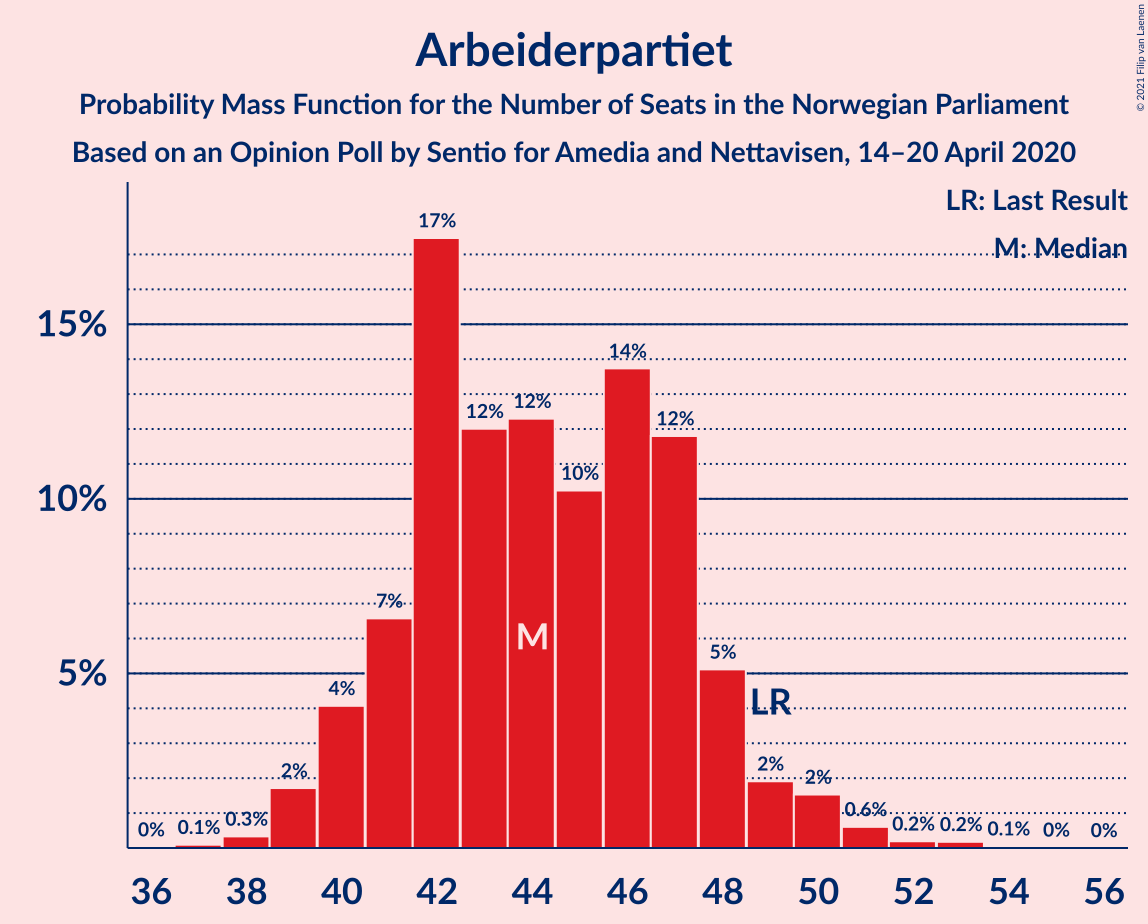 Arbeiderpartiet
Probability Mass Function for the Number of Seats in the Norwegian Parliament
Based on an Opinion Poll by Sentio for Amedia and Nettavisen, 14–20 April 2020
© 2021 Filip van Laenen
LR: Last Result
M: Median
15%
10%
5%
0%
0.1%
0.3%
2%
4%
7%
17%
12%
12%
10%
14%
12%
5%
2%
2%
0.6%
0.2%
0.2%
0.1%
0%
0%
M
LR
36 38 40 42 44 46 48 50 52 54 56